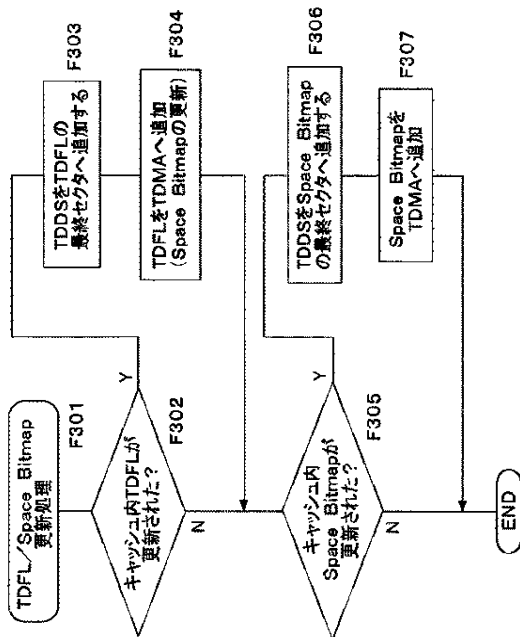 TDFL/Space Bitmap
更新処理
F301
キャッシュ内TDFLが
更新された?
F302
Y
N
TDDSをTDFLの
最終セクタへ追加する
F303
TDFLをTDMAへ追加
(Space Bitmapの更新)
F304
キャッシュ内
Space Bitmapが
更新された?
F305
Y
N
TDDSをSpace Bitmap
の最終セクタへ追加する
F306
Space Bitmapを
TDMAへ追加
F307
END